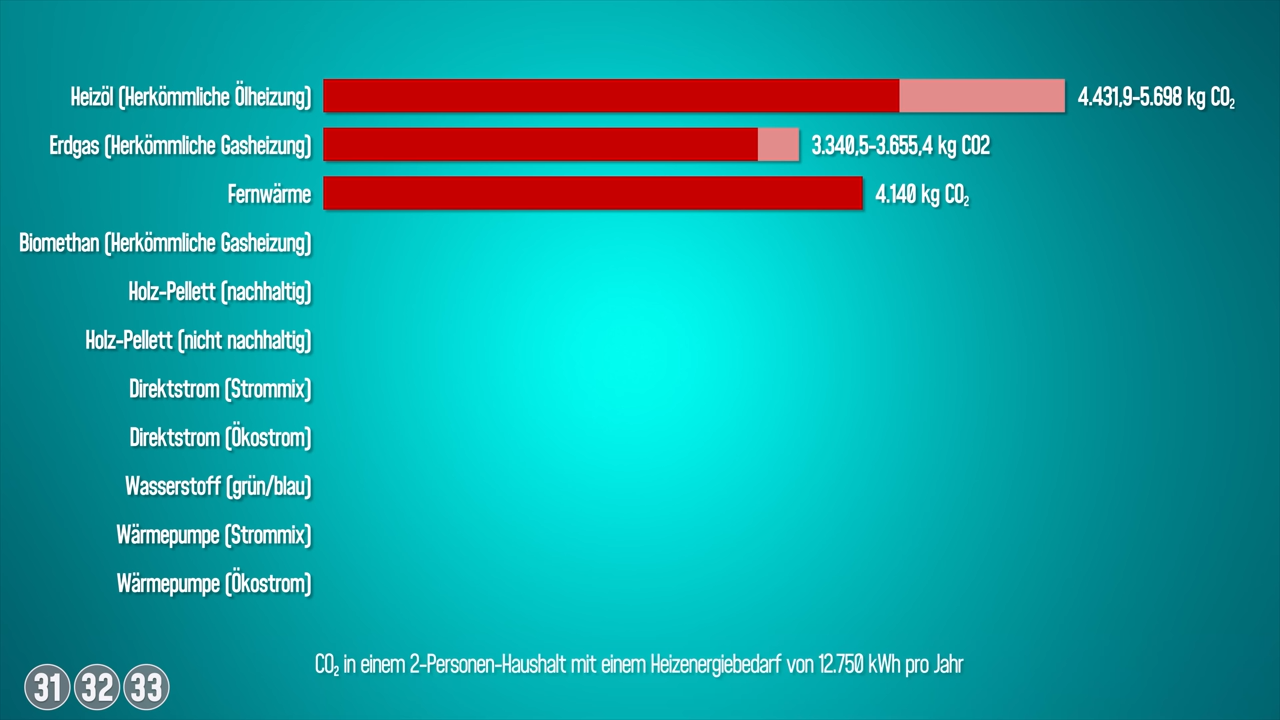 Heizöl (Herkömmliche Ölheizung) 4.431,9-5.698 kg CO₂
Erdgas (Herkömmliche Gasheizung) 3.340,5-3.655,4 kg CO2
Fernwärme 4.140 kg CO₂
Biomethan (Herkömmliche Gasheizung)
Holz-Pellett (nachhaltig)
Holz-Pellett (nicht nachhaltig)
Direktstrom (Strommix)
Direktstrom (Ökostrom)
Wasserstoff (grün/blau)
Wärmepumpe (Strommix)
Wärmepumpe (Ökostrom)
CO₂ in einem 2-Personen-Haushalt mit einem Heizenergiebedarf von 12.750 kWh pro Jahr
31 32 33